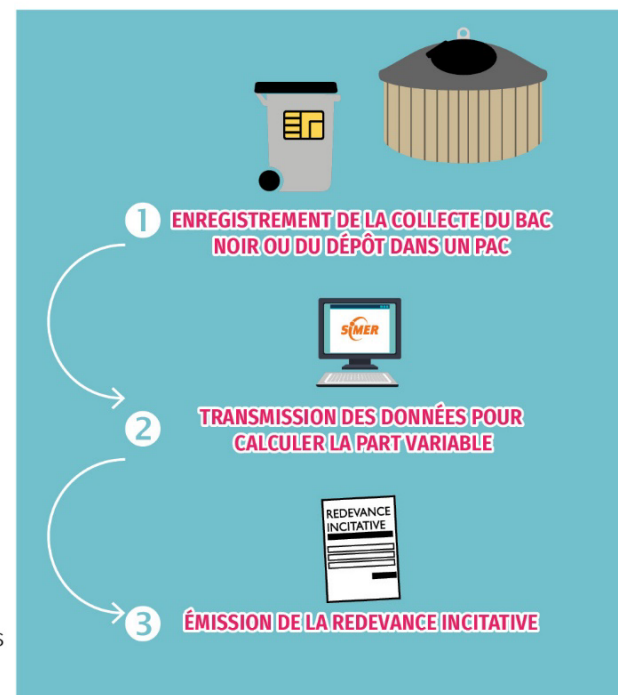 1 ENREGISTREMENT DE LA COLLECTE DU BAC
NOIR OU DU DÉPÔT DANS UN PAC
SIMER
2 TRANSMISSION DES DONNÉES POUR
CALCULER LA PART VARIABLE
REDEVANCE
INCITATIVE
3 ÉMISSION DE LA REDEVANCE INCITATIVE
s